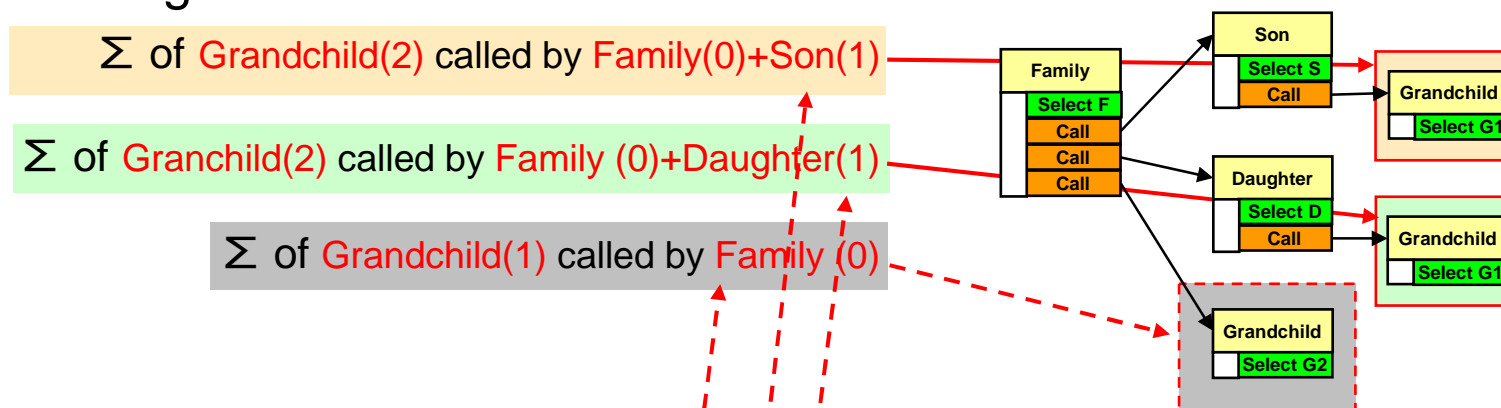 Σ of Grandchild(2) called by Family(0)+Son(1)
Σ of Granchild(2) called by Family (0)+Daughter(1)
Σ of Grandchild(1) called by Family (0)
Family
Select F
Call
Call
Call
Son
Select S
Call
Grandchild
Select G1
Daughter
Select D
Call
Grandchild
Select G1
Grandchild
Select G2